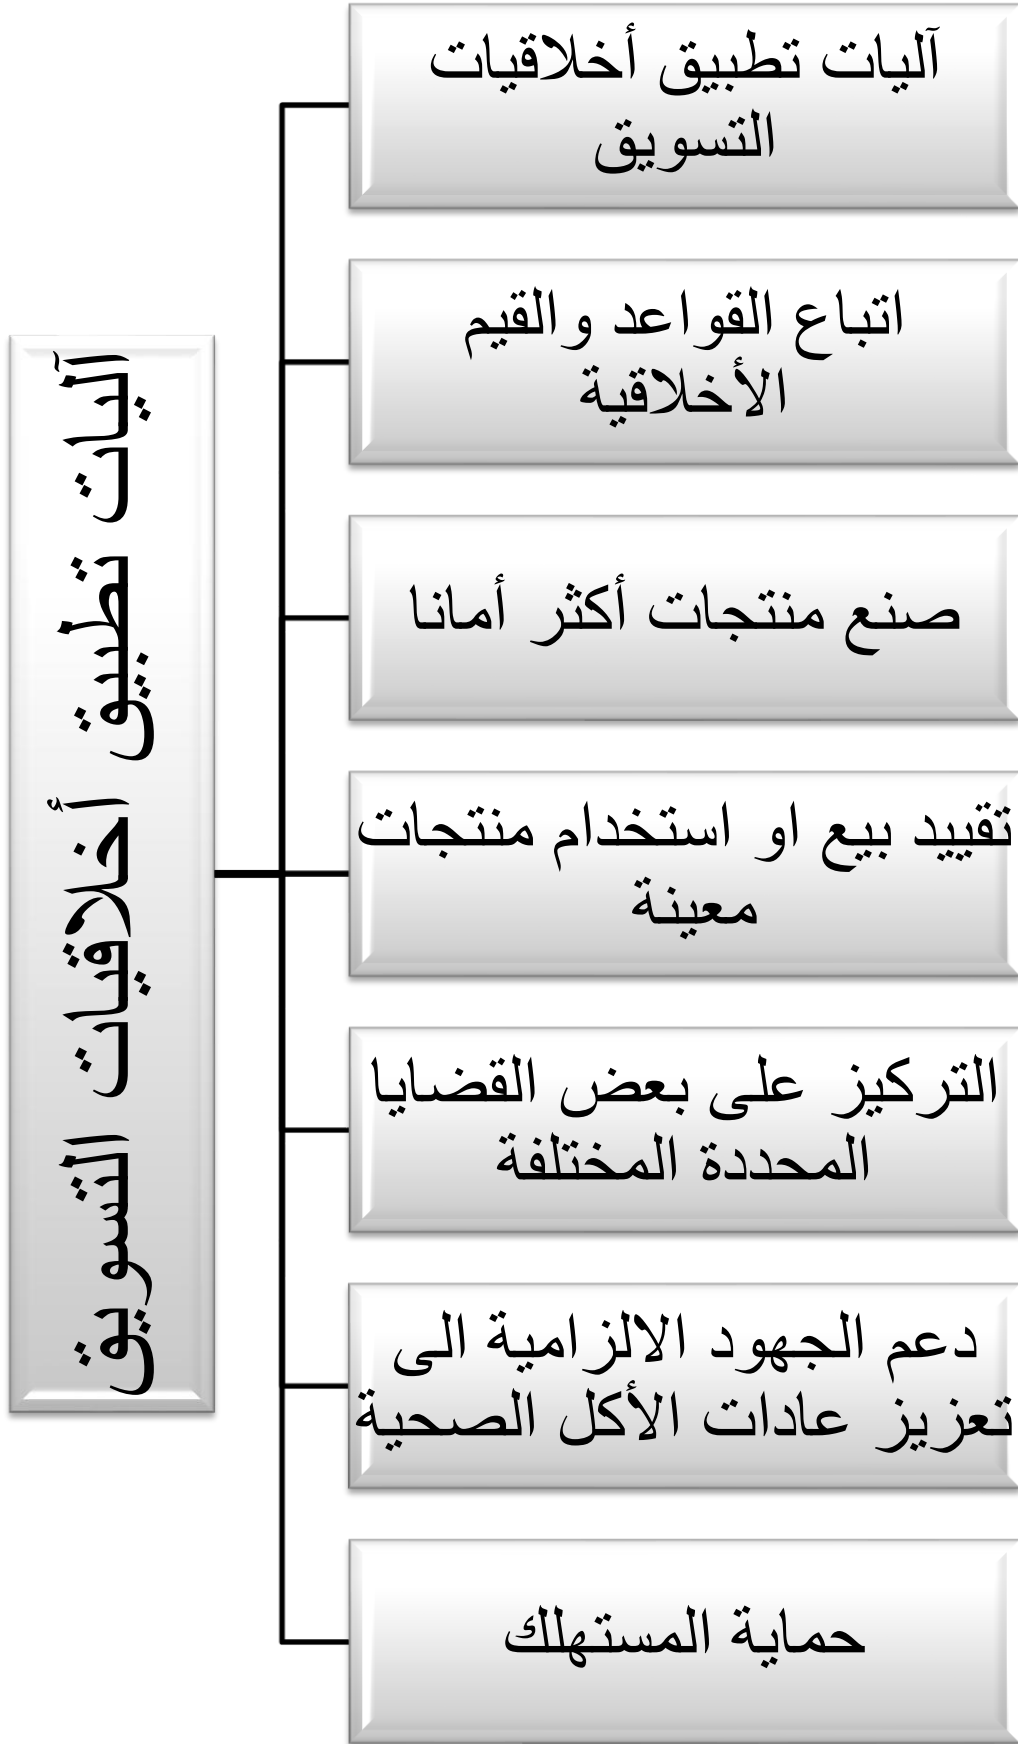 آليات تطبيق أخلاقيات التسويق
آليات تطبيق أخلاقيات
التسويق
اتباع القواعد والقيم
الأخلاقية
صنع منتجات أكثر أمانا
تقييد بيع او استخدام منتجات
معينة
التركيز على بعض القضايا
المحددة المختلفة
دعم الجهود الالزامية الى
تعزيز عادات الأكل الصحية
حماية المستهلك